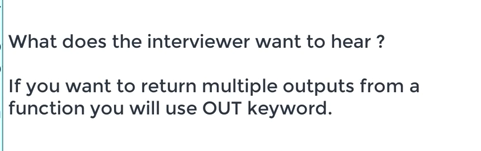 What does the interviewer want to hear ?
If you want to return multiple outputs from a
function you will use OUT keyword.